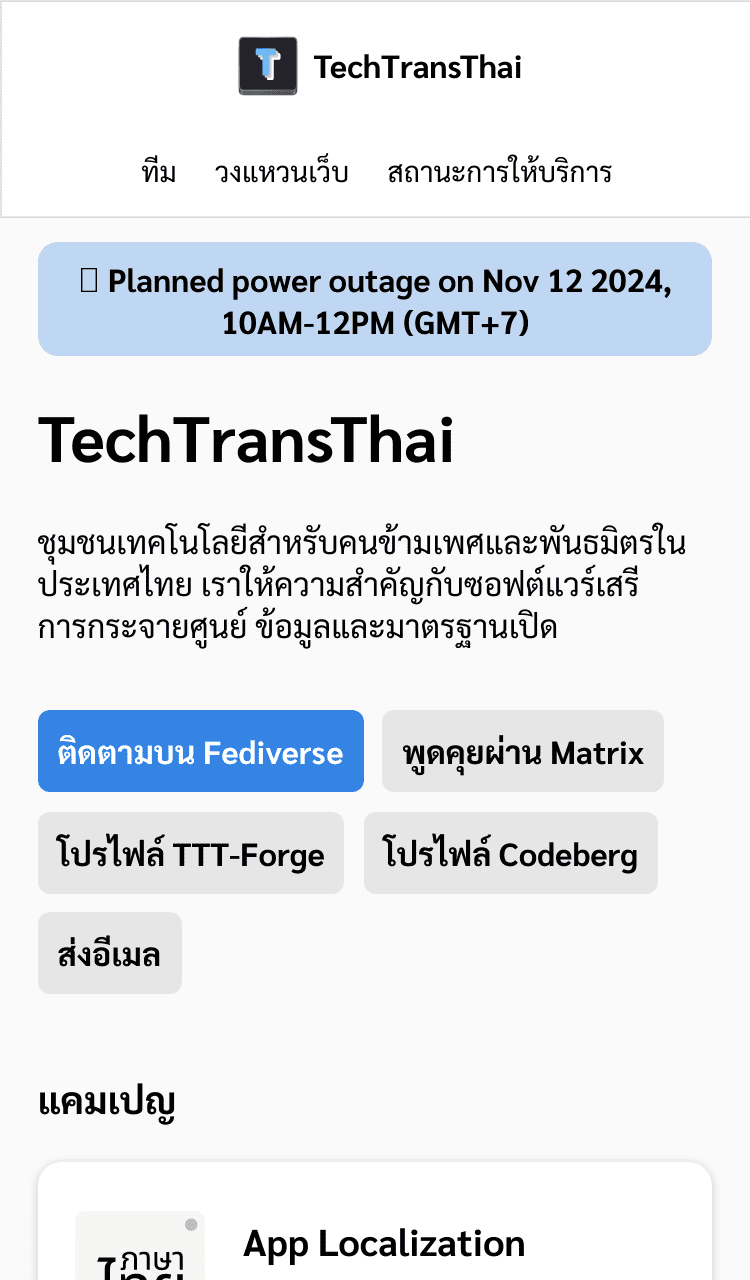 T TechTransThai
ทีม วงแหวนเว็บ สถานะการให้บริการ
Planned power outage on Nov 12 2024,
10AM-12PM (GMT+7)
TechTransThai
ชุมชนเทคโนโลยีสำหรับคนข้ามเพศและพันธมิตรใน
ประเทศไทย เราให้ความสำคัญกับซอฟต์แวร์เสรี
การกระจายศูนย์ ข้อมูลและมาตรฐานเปิด
ติดตามบน Fediverse พูดคุยผ่าน Matrix
โปรไฟล์ TTT-Forge โปรไฟล์ Codeberg
ส่งอีเมล
แคมเปญ
App Localization
ภาษา